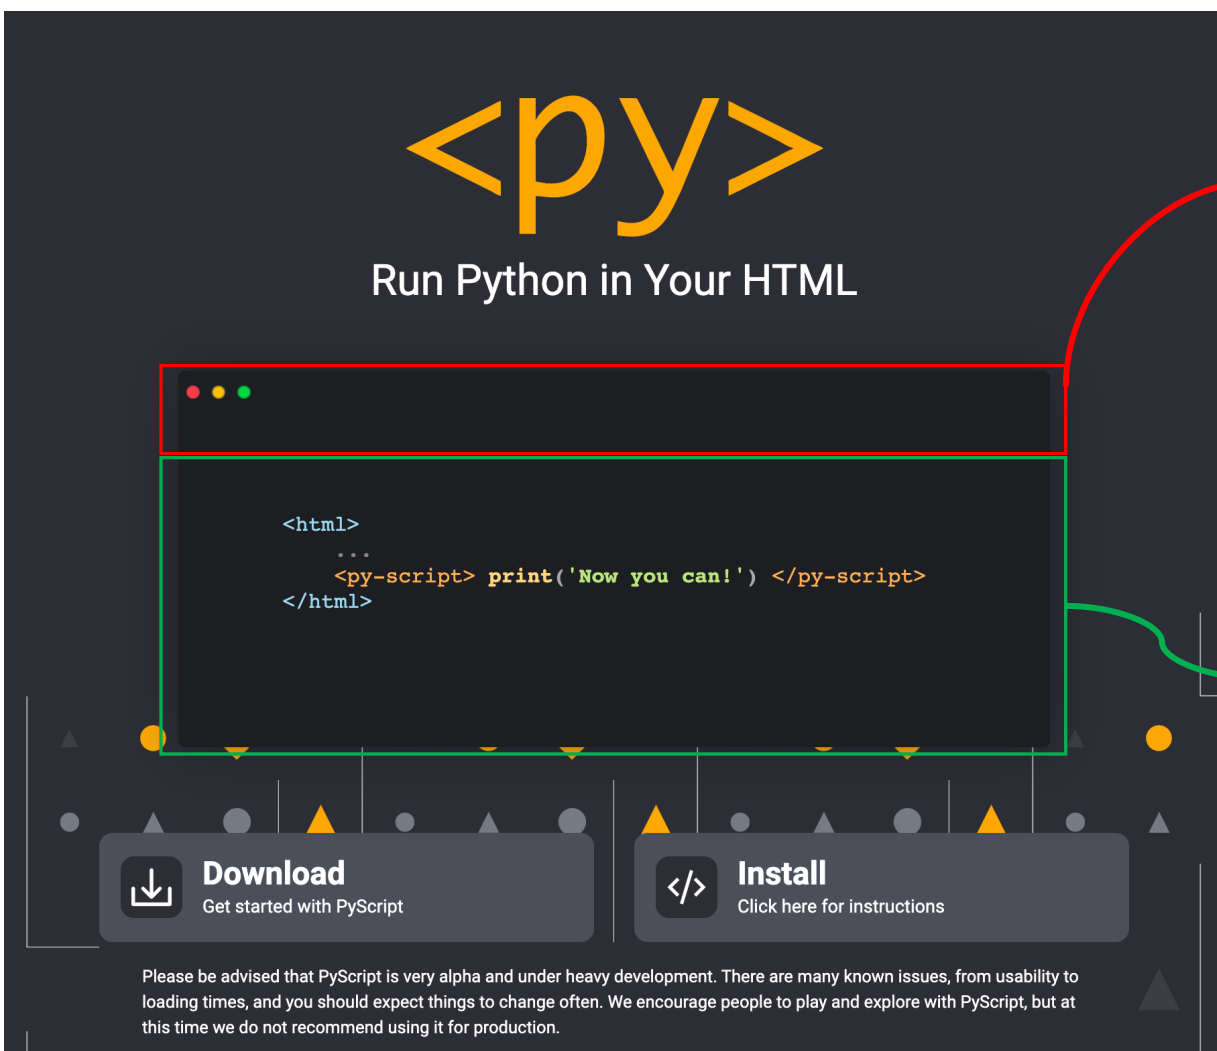 <py>
Run Python in Your HTML
<html>
...
<py-script> print('Now you can!') </py-script>
</html>
Download
Get started with PyScript
</>
Install
Click here for instructions
Please be advised that PyScript is very alpha and under heavy development. There are many known issues, from usability to
loading times, and you should expect things to change often. We encourage people to play and explore with PyScript, but at
this time we do not recommend using it for production.